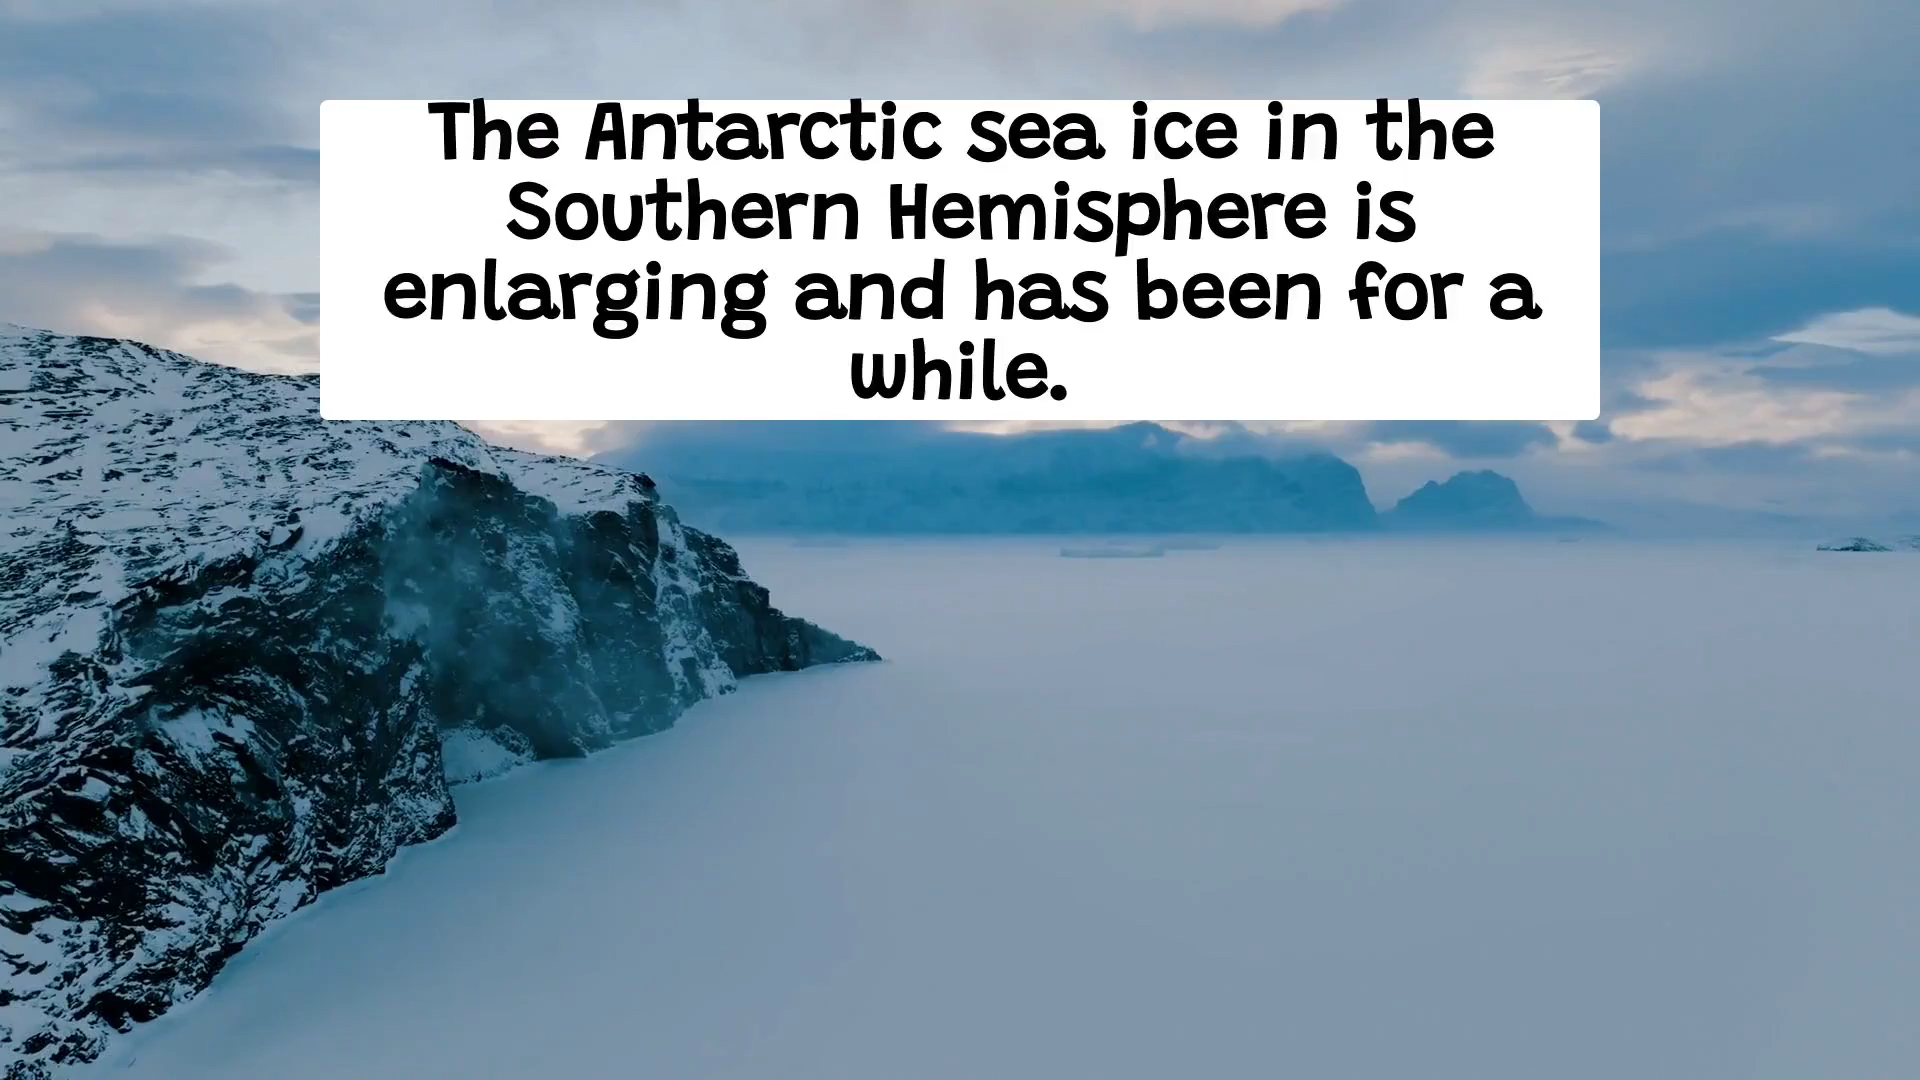 The Antarctic sea ice in the
Southern Hemisphere is
enlarging and has been for a
while.